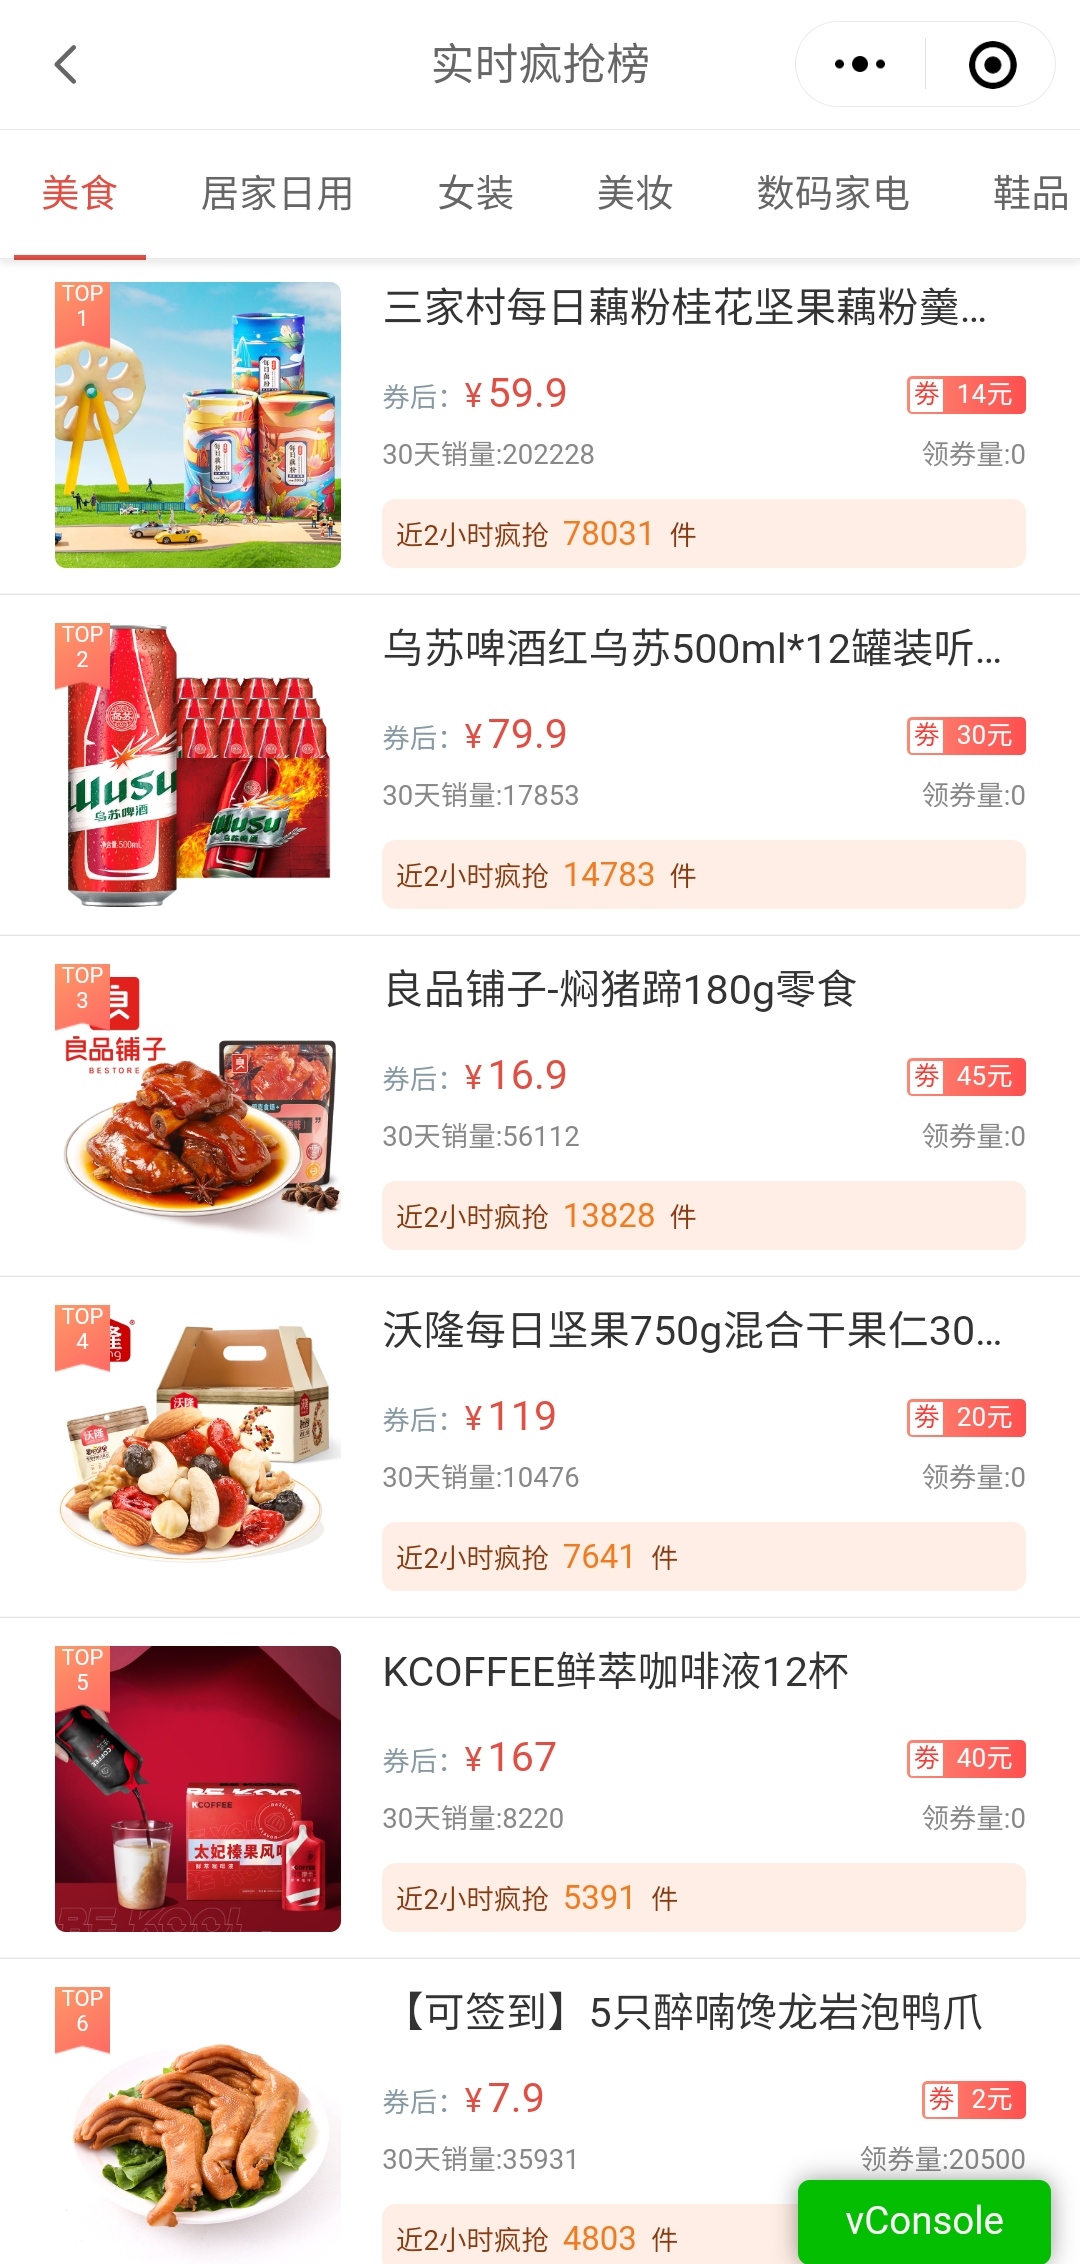 实时疯抢榜
美食 居家日用 女装 美妆 数码家电 鞋品
TOP
1
三家村每日藕粉桂花坚果藕粉羹...
券后：¥59.9
券 14元
30天销量:202228
领券量:0
近2小时疯抢 78031 件
TOP
2
Wusu
乌苏啤酒
乌苏啤酒红乌苏500ml*12罐装听...
券后：¥79.9
券 30元
30天销量:17853
领券量:0
近2小时疯抢 14783 件
TOP
3
良品铺子
BESTORE
良品铺子-焖猪蹄180g零食
券后：¥16.9
券 45元
30天销量:56112
领券量:0
近2小时疯抢 13828 件
TOP
4
沃隆
沃隆每日坚果750g混合干果仁30...
券后：¥119
券 20元
30天销量:10476
领券量:0
近2小时疯抢 7641 件
TOP
5
KCOFFEE
太妃榛果风味
鲜萃咖啡液
BE KOOL
KCOFFEE鲜萃咖啡液12杯
券后：¥167
券 40元
30天销量:8220
领券量:0
近2小时疯抢 5391 件
TOP
6
【可签到】5只醉喃馋龙岩泡鸭爪
券后：¥7.9
券 2元
30天销量:35931
领券量:20500
近2小时疯抢 4803 件
vConsole